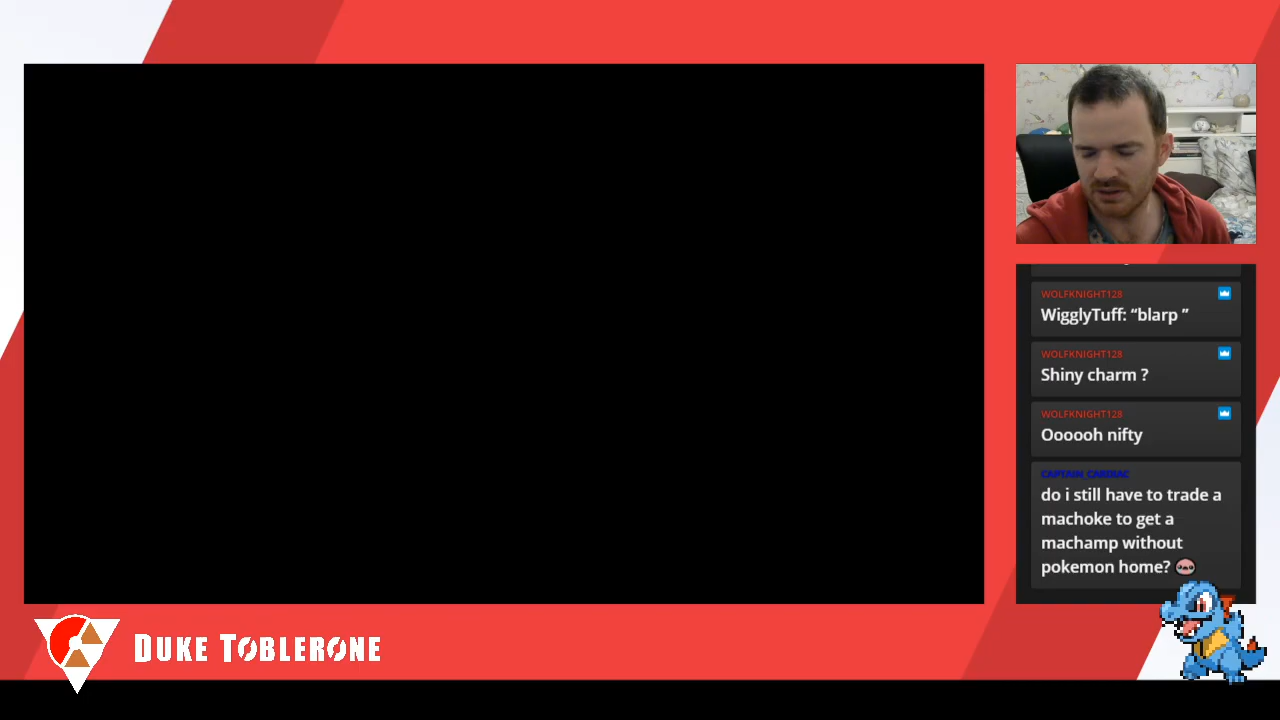 WOLFKNIGHT128
WigglyTuff: “blarp ”
WOLFKNIGHT128
Shiny charm ?
WOLFKNIGHT128
Oooooh nifty
CAPTAIN_CARDIAC
do i still have to trade a
machoke to get a
machamp without
pokemon home?
DUKE TOBLERONE